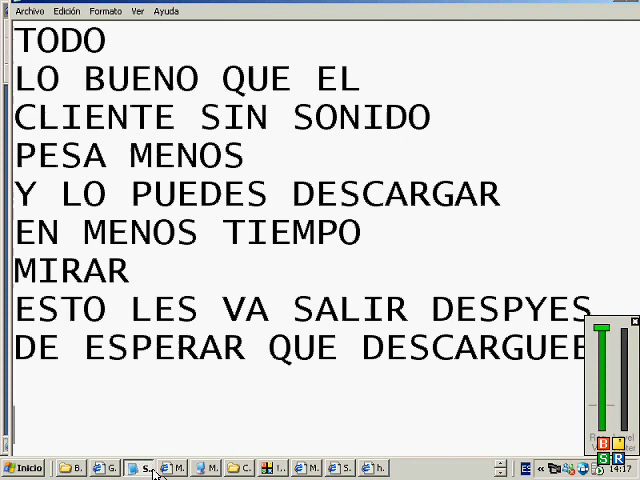 Archivo Edición Formato Ver Ayuda
TODO
LO BUENO QUE EL
CLIENTE SIN SONIDO
PESA MENOS
Y LO PUEDES DESCARGAR
EN MENOS TIEMPO
MIRAR
ESTO LES VA SALIR DESPYES
DE ESPERAR QUE DESCARGUEE
B S R
Inicio B. G. S.. M. M. C. !.. M. S. h. ES « 14:17